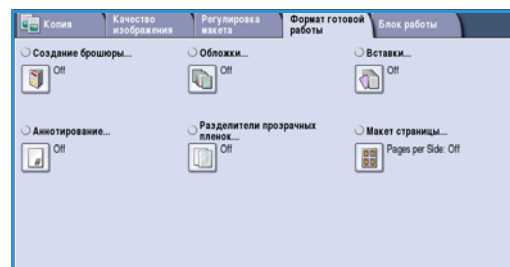 Копия
Качество
изображения
Регулировка
макета
Формат готовой
работы
Блок работы
Создание брошюры...
Off
Обложки...
Off
Вставки...
Off
Аннотирование...
Off
Разделители прозрачных
пленок...
Off
Макет страницы...
Pages per Side: Off